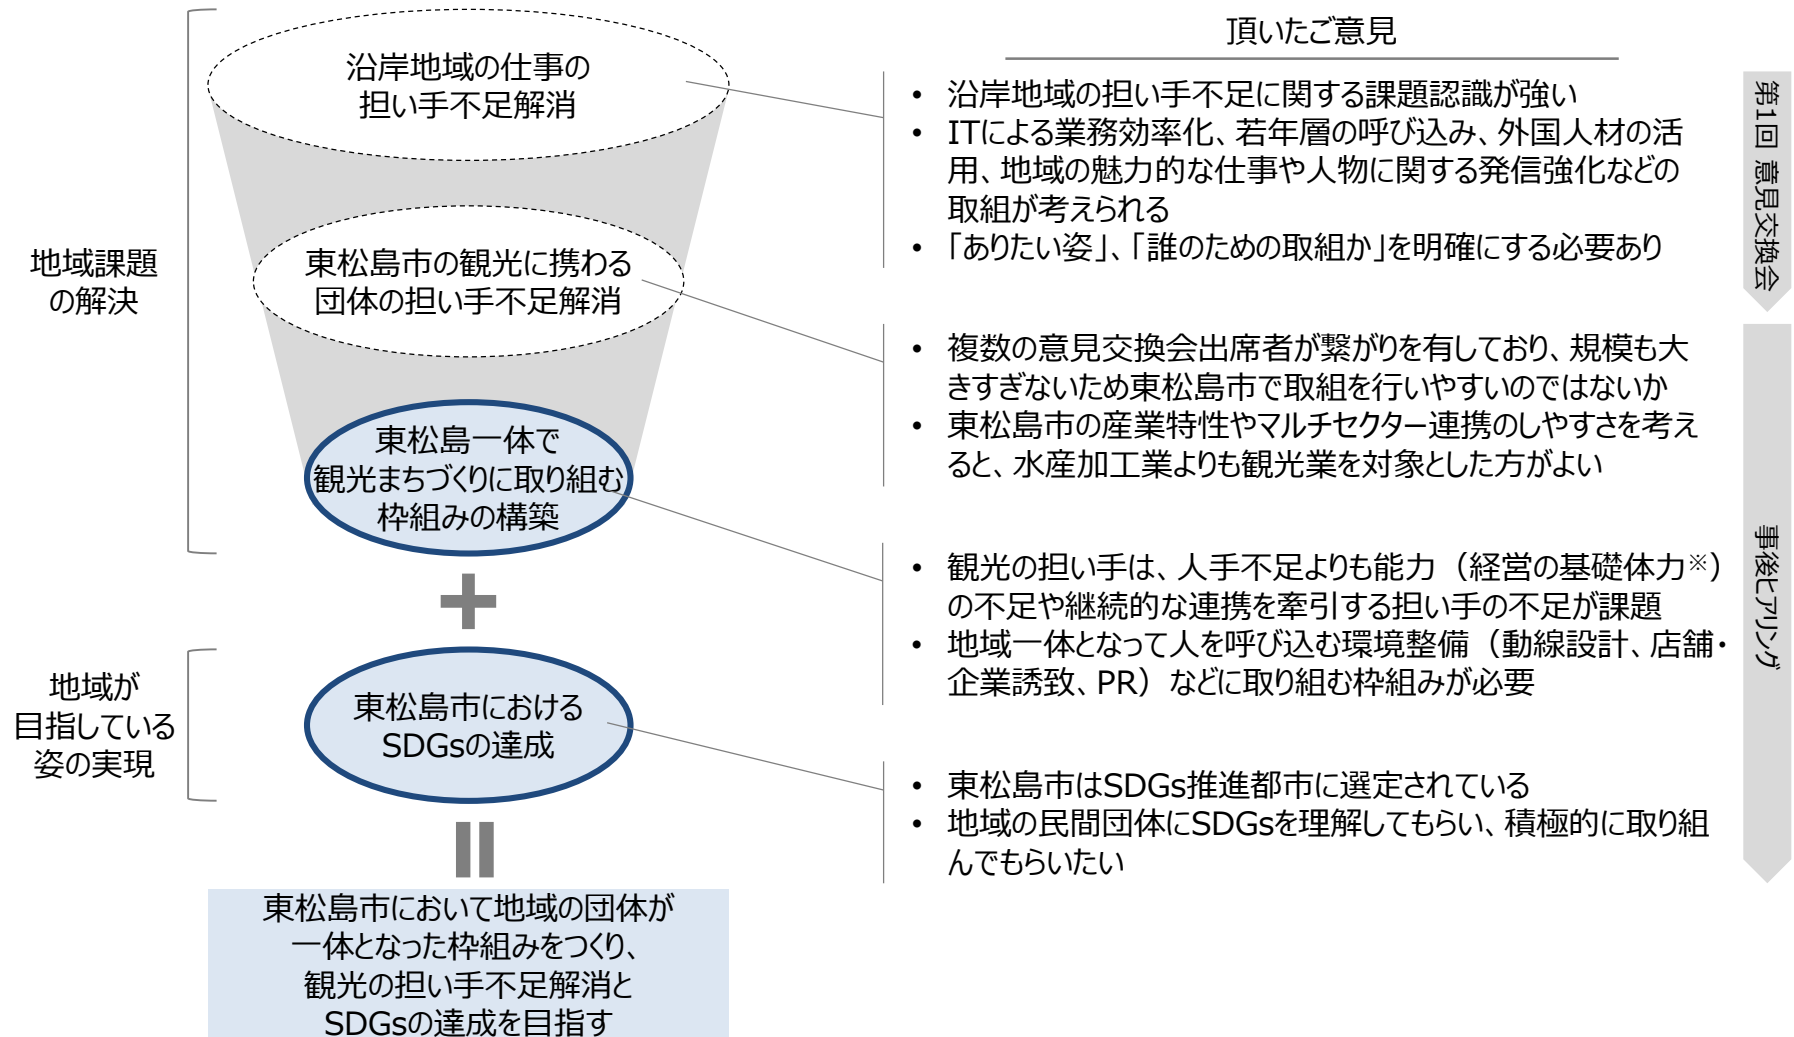 地域課題
の解決
沿岸地域の仕事の
担い手不足解消
東松島市の観光に携わる
団体の担い手不足解消
東松島一体で
観光まちづくりに取り組む
枠組みの構築
地域が
目指している
姿の実現
東松島市における
SDGsの達成
東松島市において地域の団体が
一体となった枠組みをつくり、
観光の担い手不足解消と
SDGsの達成を目指す
頂いたご意見
• 沿岸地域の担い手不足に関する課題認識が強い
• ITによる業務効率化、若年層の呼び込み、外国人材の活
用、地域の魅力的な仕事や人物に関する発信強化などの
取組が考えられる
• 「ありたい姿」、「誰のための取組か」を明確にする必要あり
• 複数の意見交換会出席者が繋がりを有しており、規模も大
きすぎないため東松島市で取組を行いやすいのではないか
• 東松島市の産業特性やマルチセクター連携のしやすさを考え
ると、水産加工業よりも観光業を対象とした方がよい
• 観光の担い手は、人手不足よりも能力（経営の基礎体力※）
の不足や継続的な連携を牽引する担い手の不足が課題
• 地域一体となって人を呼び込む環境整備（動線設計、店舗・
企業誘致、PR）などに取り組む枠組みが必要
• 東松島市はSDGs推進都市に選定されている
• 地域の民間団体にSDGsを理解してもらい、積極的に取り組
んでもらいたい
第1回 意見交換会
事後ヒアリング